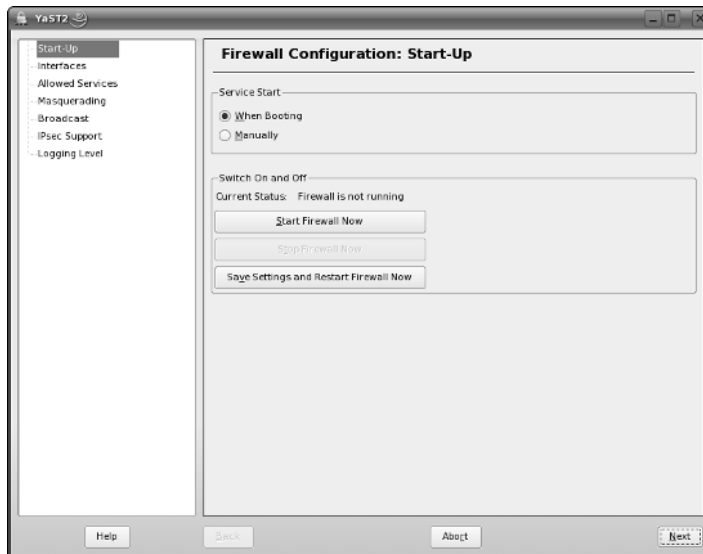 YaST2
Start-Up
Interfaces
Allowed Services
Masquerading
Broadcast
IPsec Support
Logging Level
Firewall Configuration: Start-Up
Service Start
When Booting
Manually
Switch On and Off
Current Status: Firewall is not running
Start Firewall Now
Stop Firewall Now
Save Settings and Restart Firewall Now
Help
Back
Abort
Next